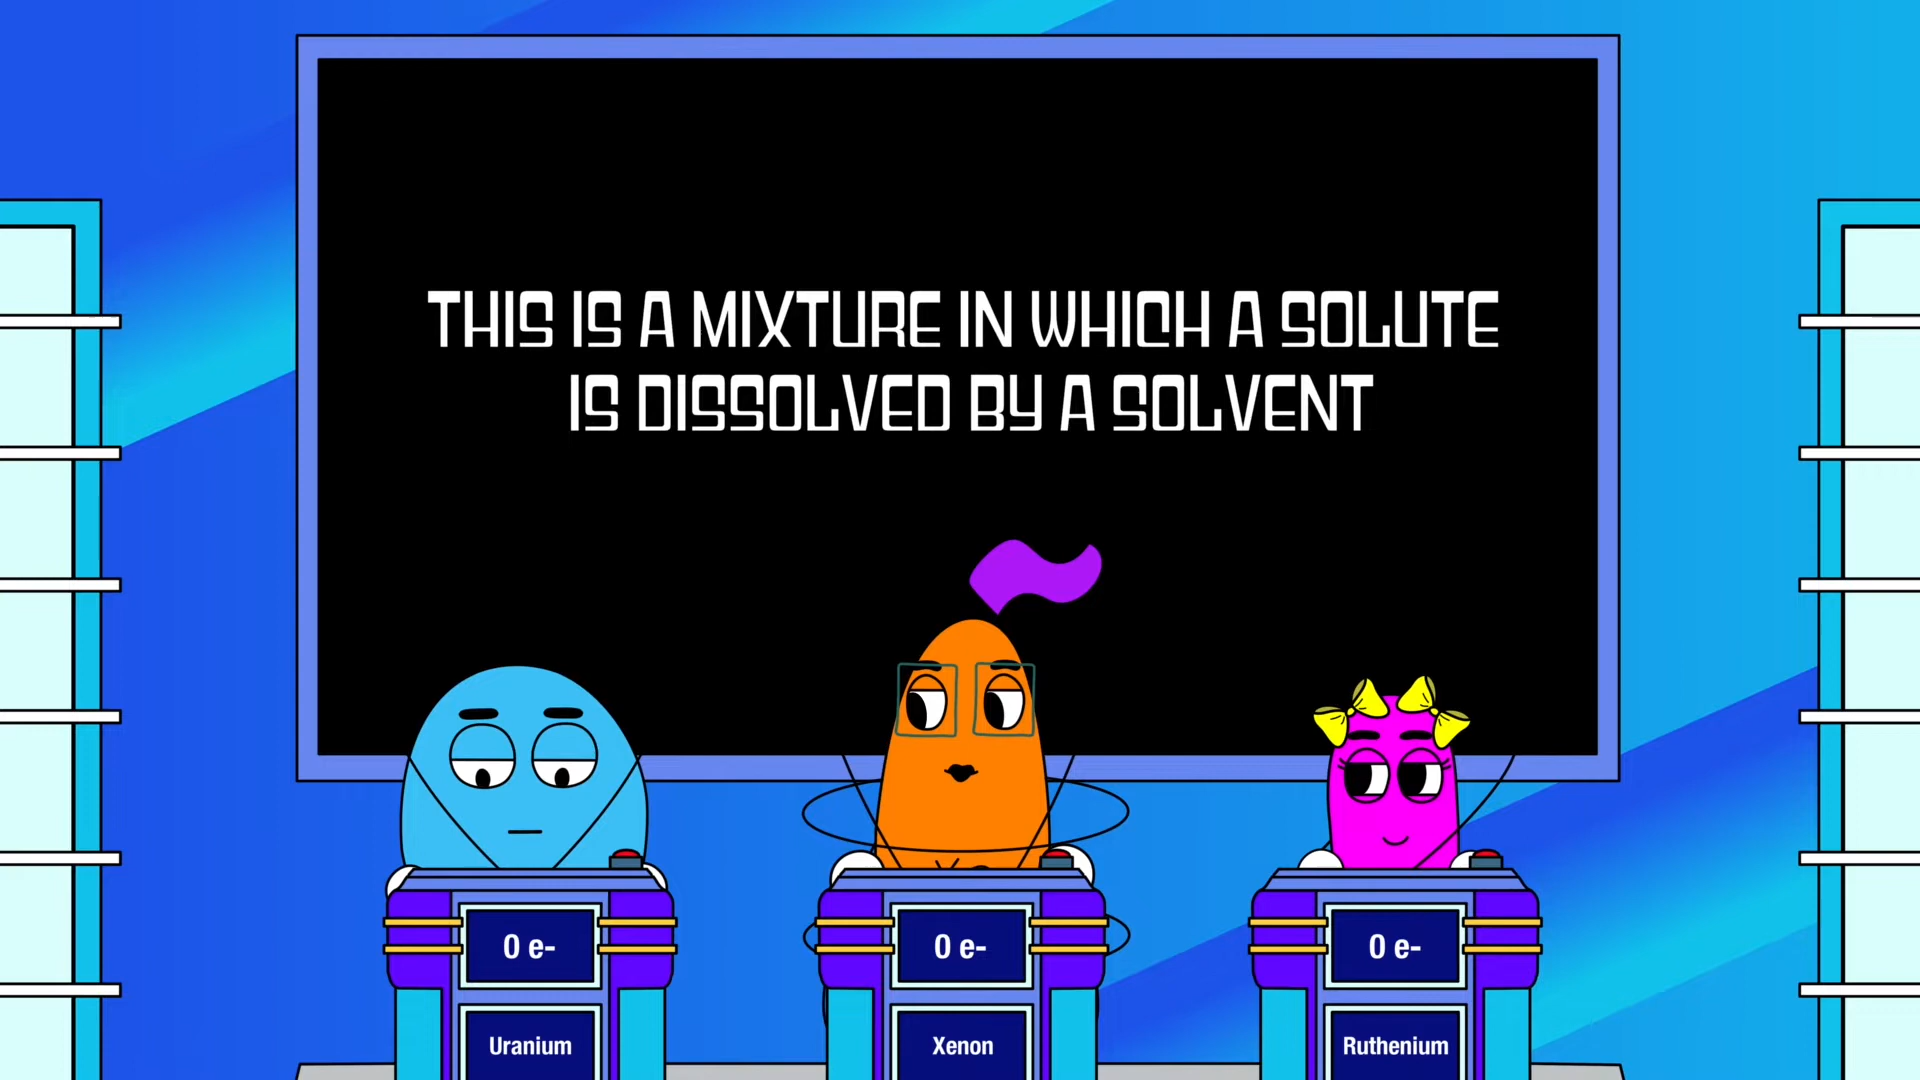 THIS IS A MIXTURE IN WHICH A SOLUTE
IS DISSOLVED BY A SOLVENT
0 e-
0 e-
0 e-
Uranium
Xenon
Ruthenium